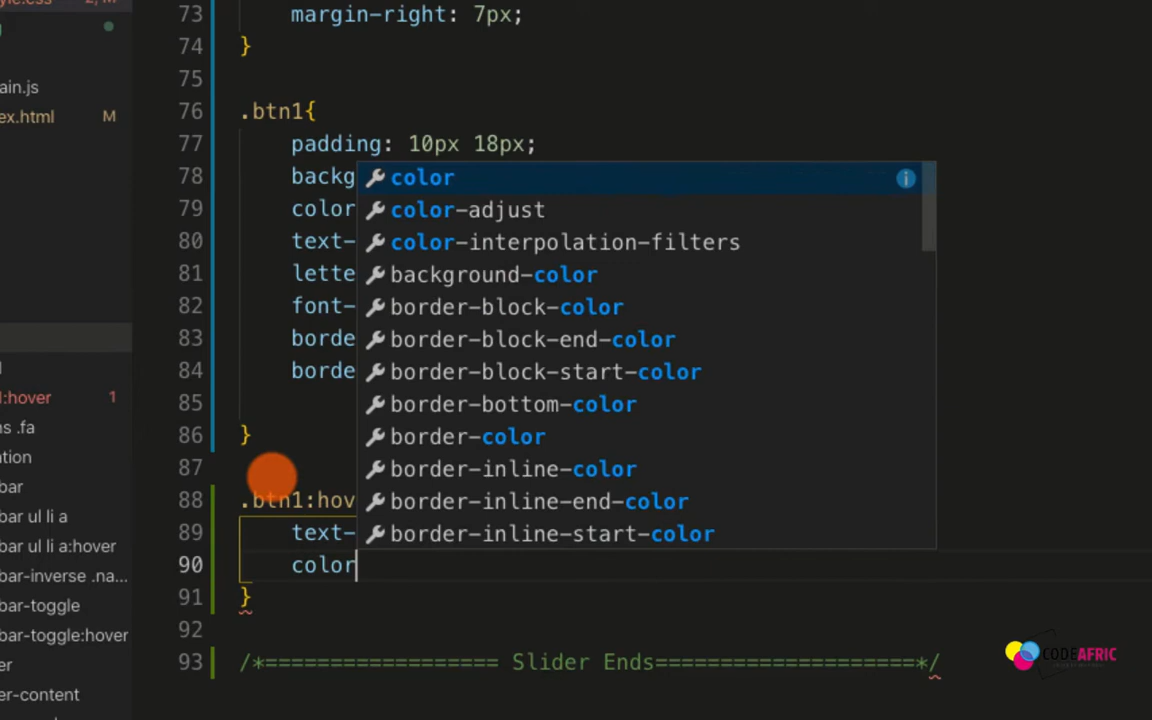 style.css 2, M
73 margin-right: 7px;
74 }
75
ain.js
76 .btn1{
ex.html M
77 padding: 10px 18px;
78 backg
color
79 color
color-adjust
80 text-
color-interpolation-filters
81 lette
background-color
82 font-
border-block-color
83 borde
border-block-end-color
84 borde
border-block-start-color
l:hover 1
85
border-bottom-color
ns .fa
86 }
border-color
ation
87
border-inline-color
bar
88 .btn1:hov
border-inline-end-color
bar ul li a
89 text-
border-inline-start-color
bar ul li a:hover
90 color
bar-inverse .na...
91 }
bar-toggle
92
bar-toggle:hover
93 /*================== Slider Ends====================*/
er
er-content
CODEAFRIC